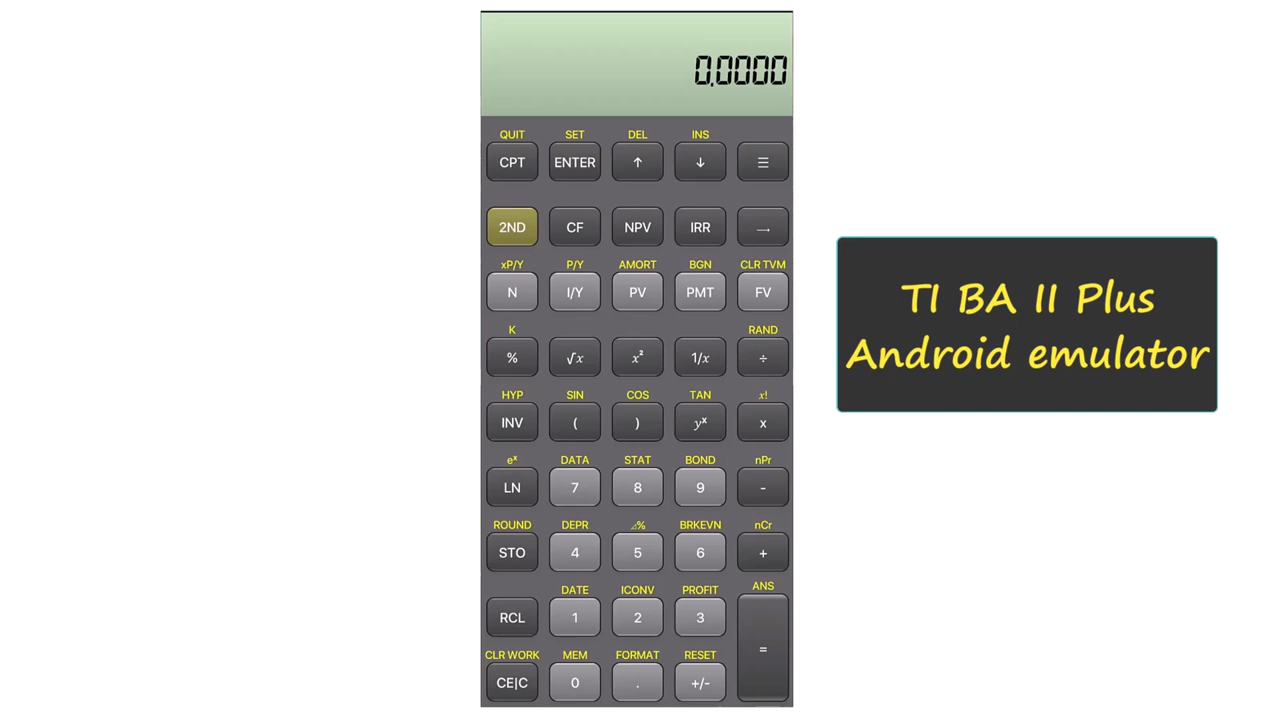 0.0000
QUIT SET DEL INS
CPT ENTER ↑ ↓ ☰
2ND CF NPV IRR →
xP/Y P/Y AMORT BGN CLR TVM
N I/Y PV PMT FV
K RAND
% √x x² 1/x ÷
HYP SIN COS TAN x!
INV ( ) yˣ x
eˣ DATA STAT BOND nPr
LN 7 8 9 -
ROUND DEPR ⊿% BRKEVN nCr
STO 4 5 6 +
DATE ICONV PROFIT ANS
RCL 1 2 3 =
CLR WORK MEM FORMAT RESET
CE|C 0 . +/-
TI BA II Plus
Android emulator